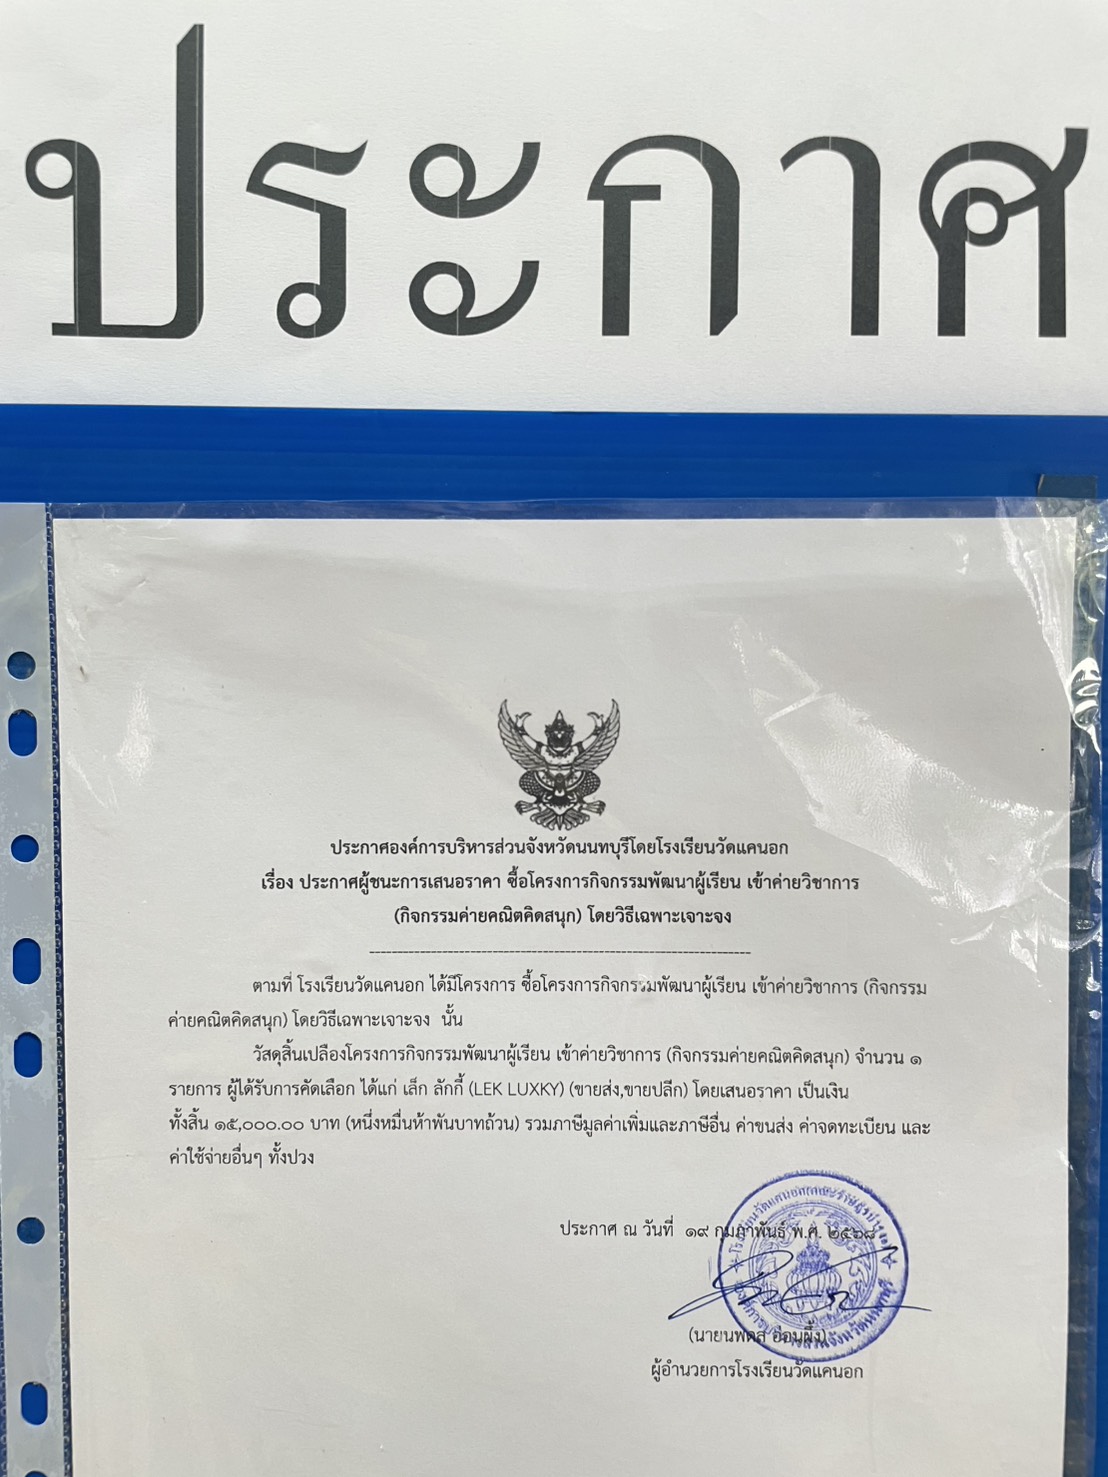 ประกาศ
ประกาศองค์การบริหารส่วนจังหวัดนนทบุรีโดยโรงเรียนวัดแคนอก
เรื่อง ประกาศผู้ชนะการเสนอราคา ซื้อโครงการกิจกรรมพัฒนาผู้เรียน เข้าค่ายวิชาการ
(กิจกรรมค่ายคณิตคิดสนุก) โดยวิธีเฉพาะเจาะจง
ตามที่ โรงเรียนวัดแคนอก ได้มีโครงการ ซื้อโครงการกิจกรรมพัฒนาผู้เรียน เข้าค่ายวิชาการ (กิจกรรม
ค่ายคณิตคิดสนุก) โดยวิธีเฉพาะเจาะจง นั้น
วัสดุสิ้นเปลืองโครงการกิจกรรมพัฒนาผู้เรียน เข้าค่ายวิชาการ (กิจกรรมค่ายคณิตคิดสนุก) จำนวน ๑
รายการ ผู้ได้รับการคัดเลือก ได้แก่ เล็ก ลักกี้ (LEK LUXKY) (ขายส่ง,ขายปลีก) โดยเสนอราคา เป็นเงิน
ทั้งสิ้น ๑๕,๐๐๐.๐๐ บาท (หนึ่งหมื่นห้าพันบาทถ้วน) รวมภาษีมูลค่าเพิ่มและภาษีอื่น ค่าขนส่ง ค่าจดทะเบียน และ
ค่าใช้จ่ายอื่นๆ ทั้งปวง
ประกาศ ณ วันที่ ๑๙ กุมภาพันธ์ พ.ศ. ๒๕๖๘
(นายนพดล อ่อนผึ้ง)
ผู้อำนวยการโรงเรียนวัดแคนอก